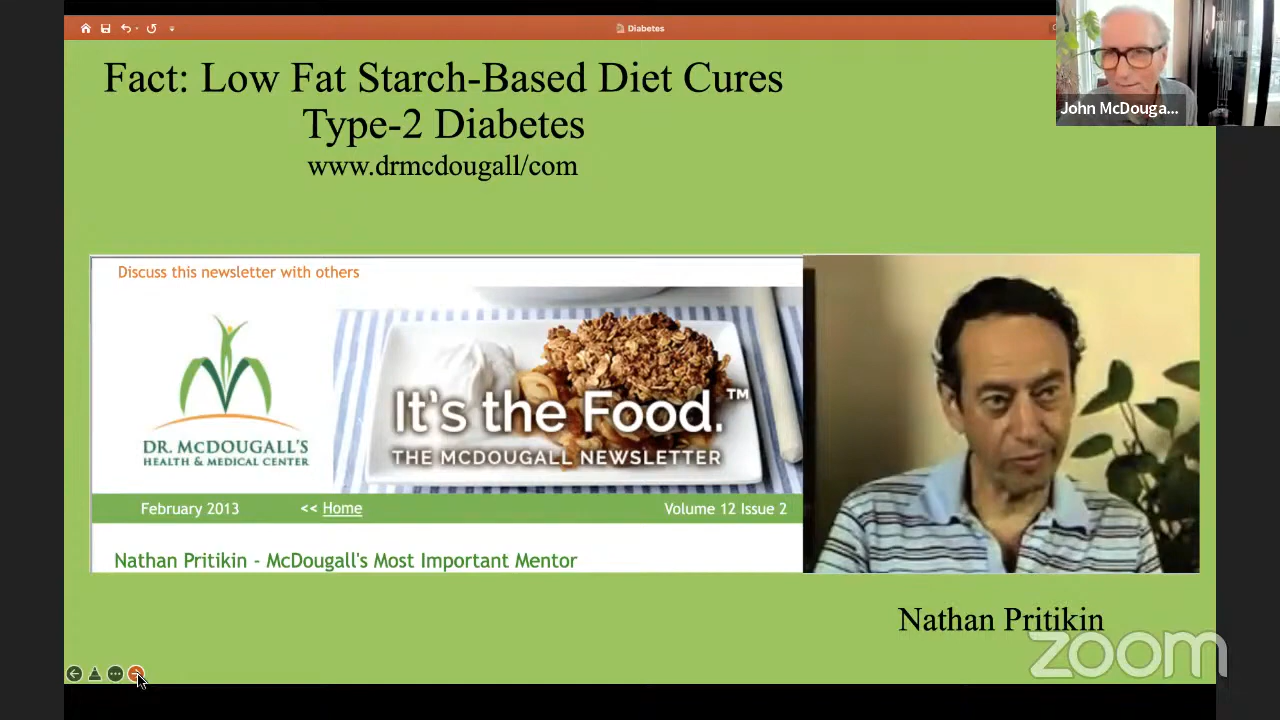 Diabetes
Fact: Low Fat Starch-Based Diet Cures
Type-2 Diabetes
www.drmcdougall/com
John McDouga...
Discuss this newsletter with others
DR. MCDOUGALL'S
HEALTH & MEDICAL CENTER
It's the Food.™
THE MCDOUGALL NEWSLETTER
February 2013 << Home Volume 12 Issue 2
Nathan Pritikin - McDougall's Most Important Mentor
Nathan Pritikin
zoom